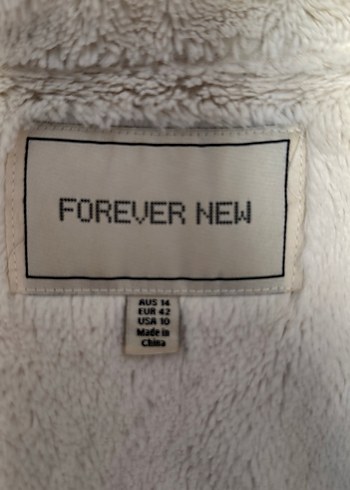 FOREVER NEW
AUS 14
EUR 42
USA 10
Made in
China